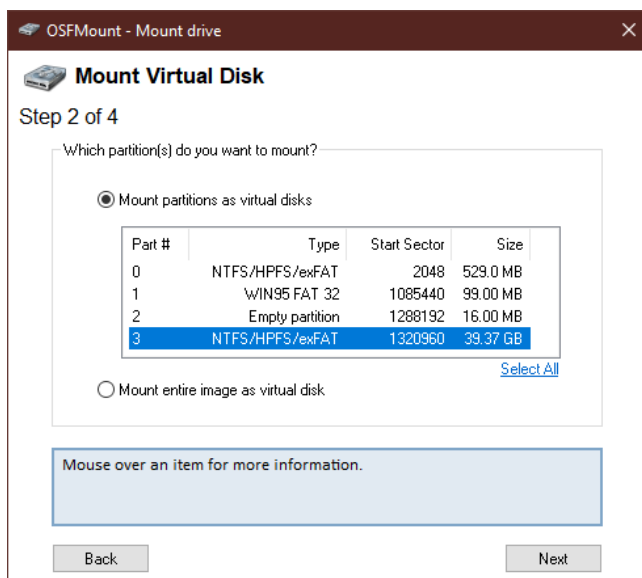 OSFMount - Mount drive
Mount Virtual Disk
Step 2 of 4
Which partition(s) do you want to mount?
Mount partitions as virtual disks
Part # Type Start Sector Size
0 NTFS/HPFS/exFAT 2048 529.0 MB
1 WIN95 FAT 32 1085440 99.00 MB
2 Empty partition 1288192 16.00 MB
3 NTFS/HPFS/exFAT 1320960 39.37 GB
Select All
Mount entire image as virtual disk
Mouse over an item for more information.
Back Next